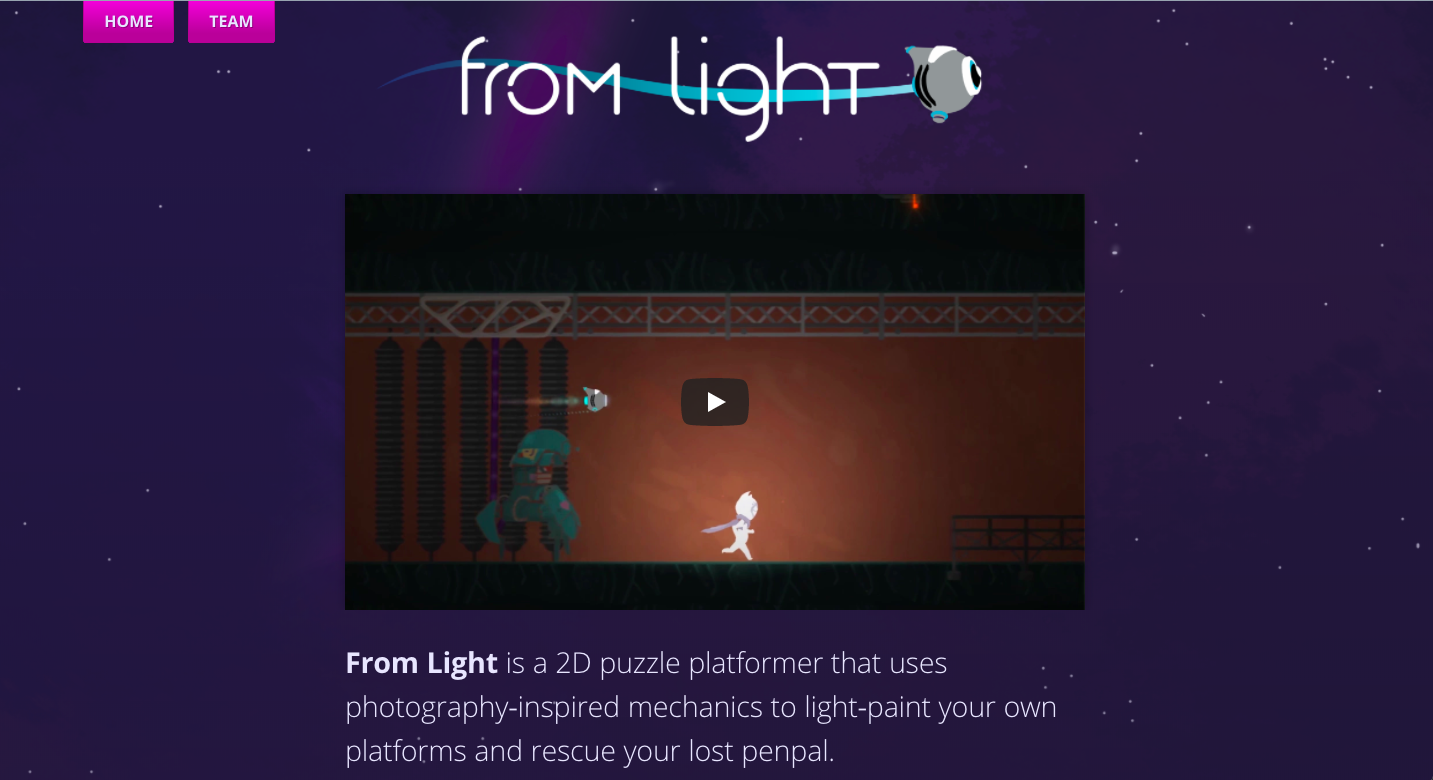 HOME
TEAM
from light
From Light is a 2D puzzle platformer that uses
photography-inspired mechanics to light-paint your own
platforms and rescue your lost penpal.